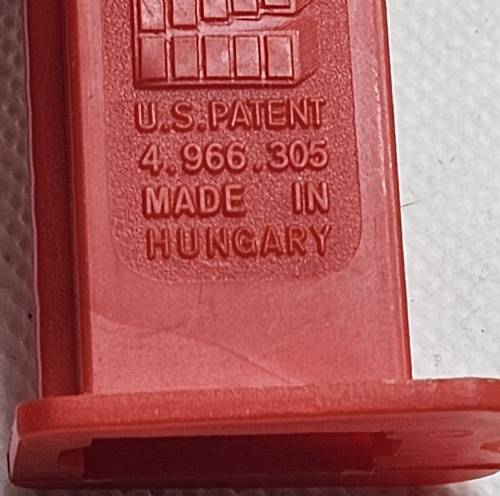 U.S.PATENT
4.966.305
MADE IN
HUNGARY